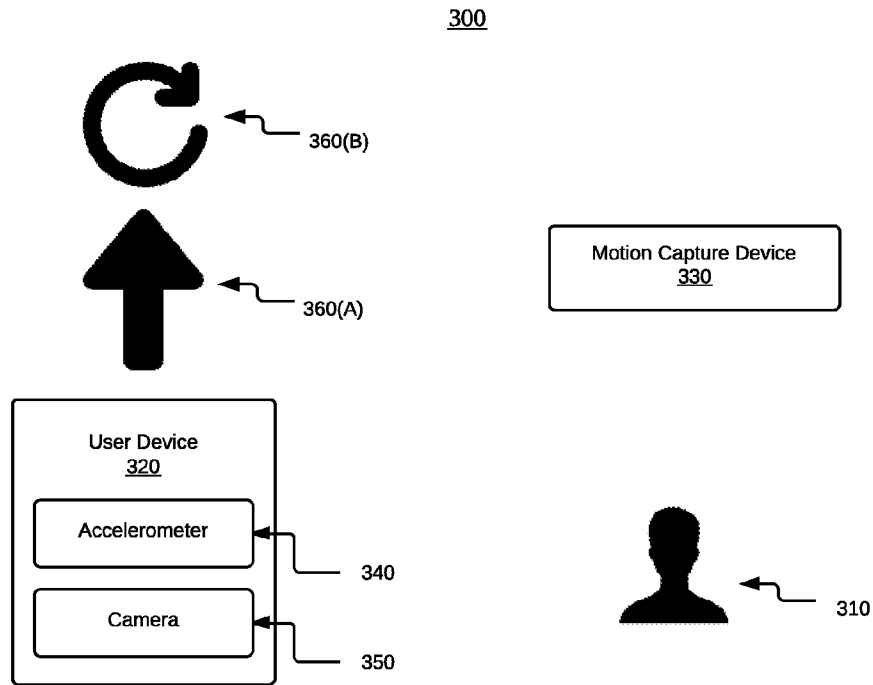 300
360(B)
Motion Capture Device
330
360(A)
User Device
320
Accelerometer
340
Camera
350
310